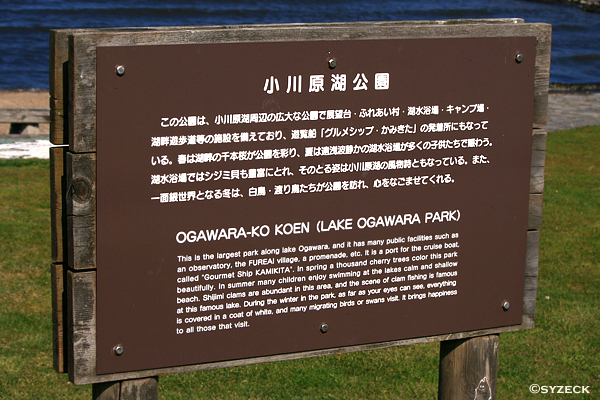 小川原湖公園
この公園は、小川原湖周辺の広大な公園で展望台・ふれあい村・湖水浴場・キャンプ場・
湖畔遊歩道等の施設を備えており、遊覧船「グルメシップ・かみきた」の発着所にもなって
いる。春は湖畔の千本桜が公園を彩り、夏は遠浅波静かの湖水浴場が多くの子供たちで賑わう。
湖水浴場ではシジミ貝も豊富にとれ、そのとる姿は小川原湖の風物詩ともなっている。また、
一面銀世界となる冬は、白鳥・渡り鳥たちが公園を訪れ、心をなごませてくれる。
OGAWARA-KO KOEN (LAKE OGAWARA PARK)
This is the largest park along lake Ogawara, and it has many public facilities such as
an observatory, the FUREAI village, a promenade, etc. It is a port for the cruise boat,
called "Gourmet Ship KAMIKITA". In spring a thousand cherry trees color this park
beautifully. In summer many children enjoy swimming at the lakes calm and shallow
beach. Shijimi clams are abundant in this area, and the scene of clam fishing is famous
at this famous lake. During the winter in the park, as far as your eyes can see, everything
is covered in a coat of white, and many migrating birds or swans visit. It brings happiness
to all those that visit.
©SYZECK